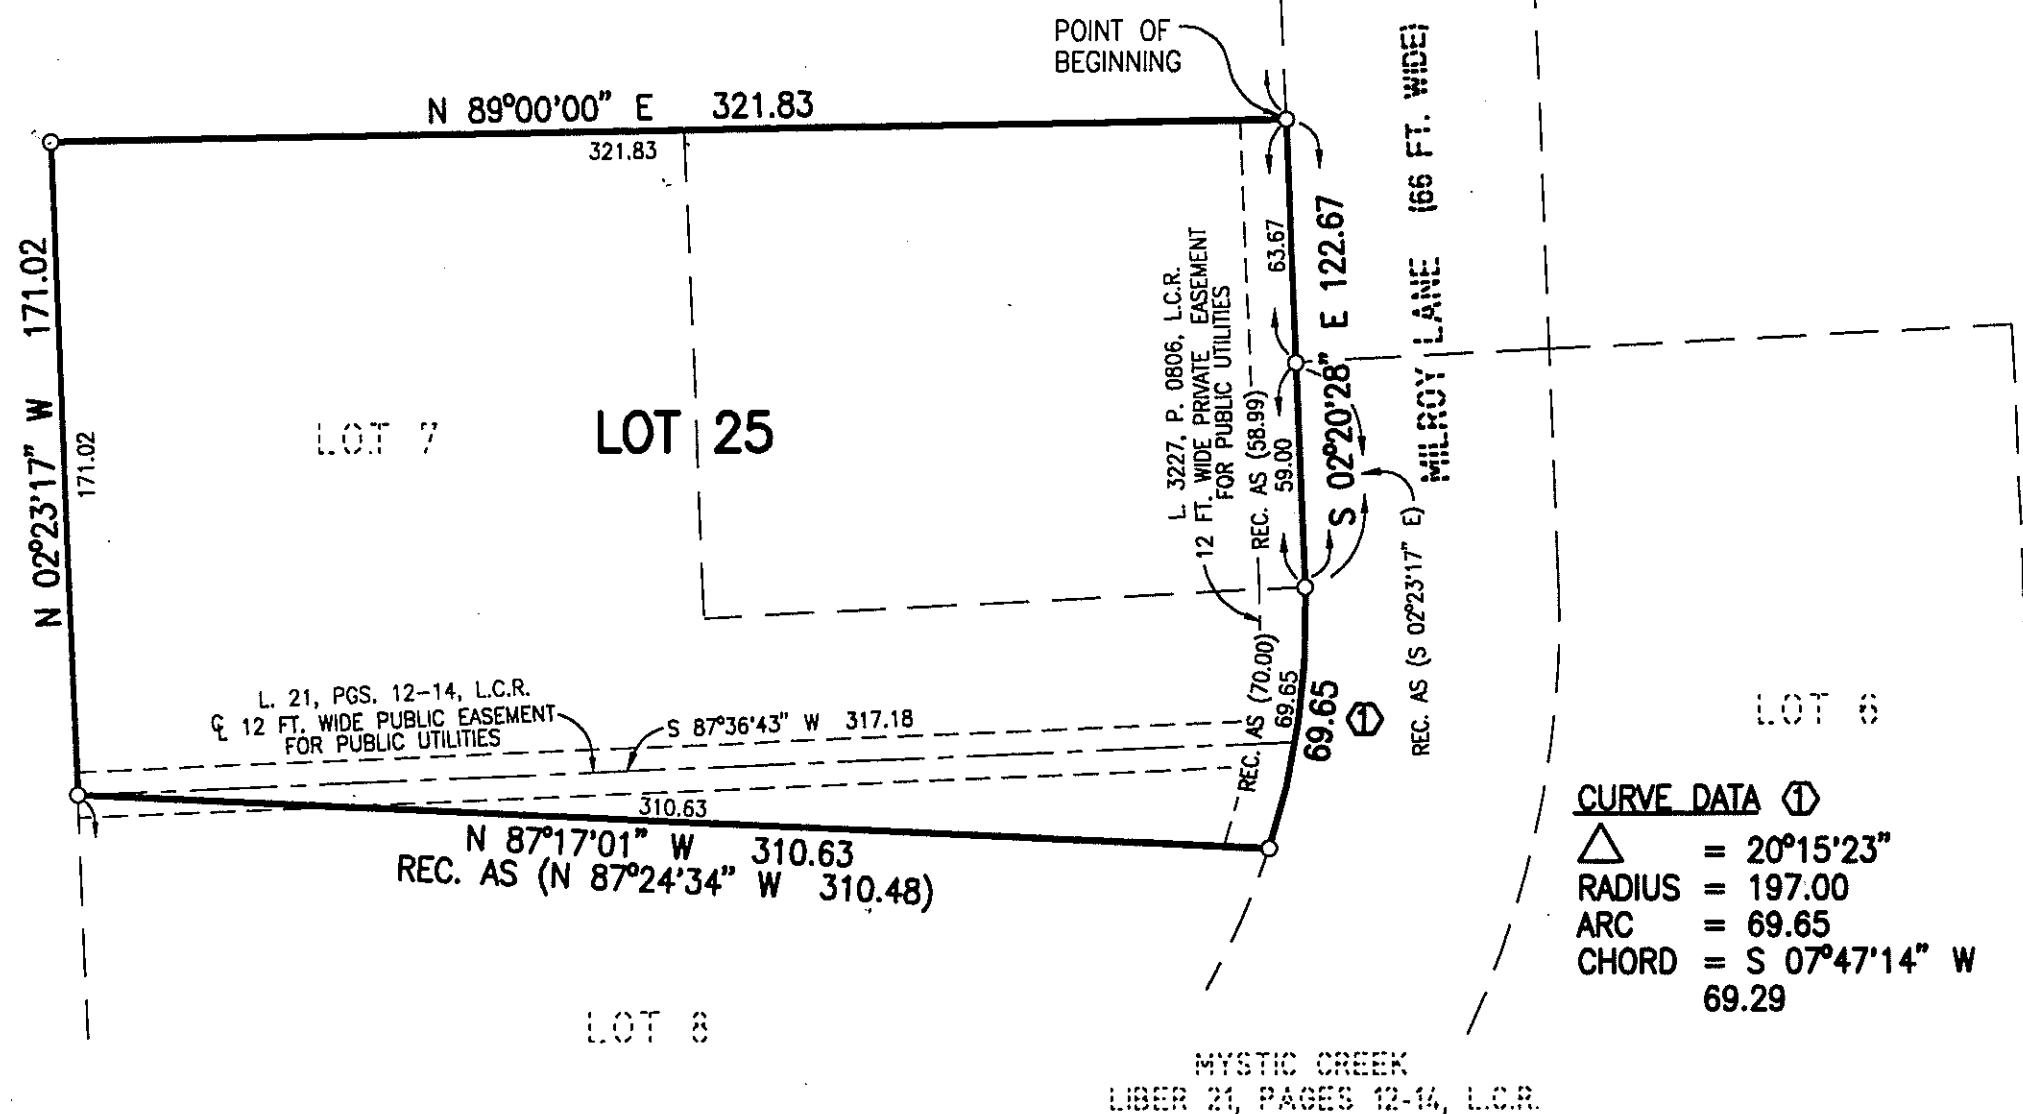 POINT OF
BEGINNING
N 89°00'00" E 321.83
321.83
N 02°23'17" W 171.02
171.02
63.67
S 02°20'28" E 122.67
MILROY LANE (66 FT. WIDE)
L. 3227, P. 0806, L.C.R.
12 FT. WIDE PRIVATE EASEMENT
FOR PUBLIC UTILITIES
REC. AS (58.99)
59.00
REC. AS (S 02°23'17" E)
LOT 7
LOT 25
REC. AS (70.00)
69.65
69.65 1
L. 21, PGS. 12-14, L.C.R.
℄ 12 FT. WIDE PUBLIC EASEMENT
FOR PUBLIC UTILITIES
S 87°36'43" W 317.18
310.63
N 87°17'01" W 310.63
REC. AS (N 87°24'34" W 310.48)
LOT 6
CURVE DATA 1
△ = 20°15'23"
RADIUS = 197.00
ARC = 69.65
CHORD = S 07°47'14" W
69.29
LOT 8
MYSTIC CREEK
LIBER 21, PAGES 12-14, L.C.R.